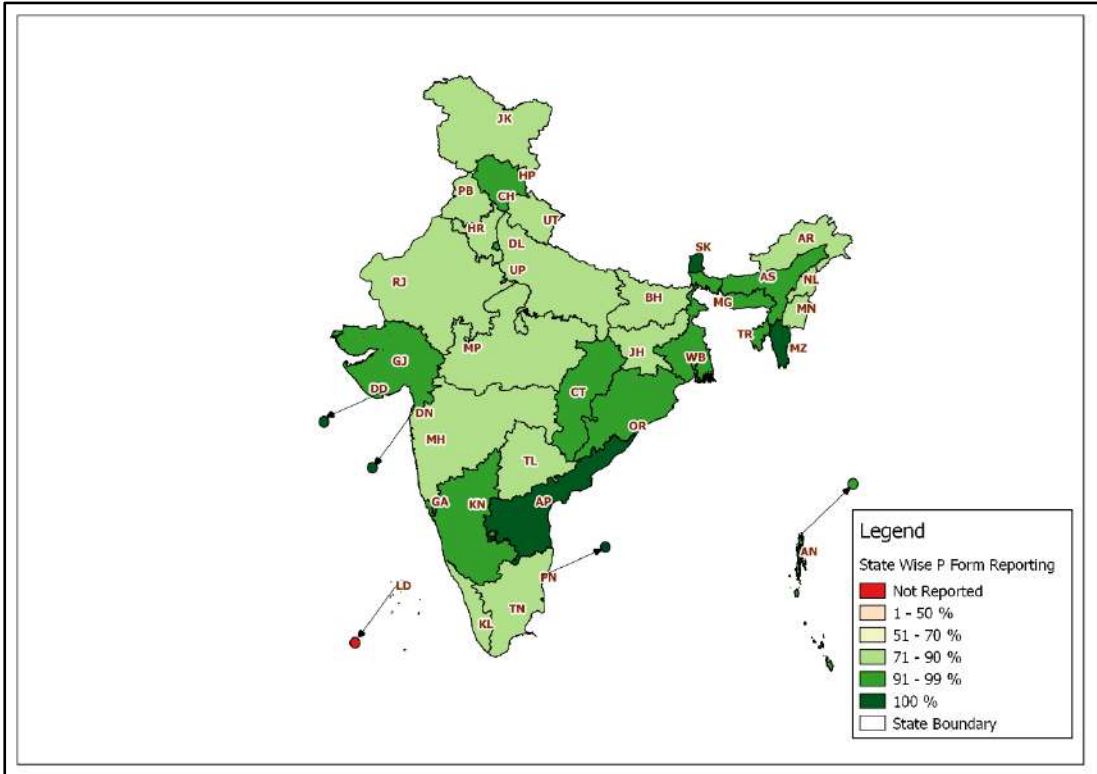 JK
HP
PB
CH
UT
HR
DL
SK
AR
RJ
UP
AS
NL
BH
MG
MN
TR
MP
JH
WB
MZ
GJ
DD
CT
DN
OR
MH
TL
GA
KN
AP
AN
PN
LD
TN
KL
Legend
State Wise P Form Reporting
Not Reported
1 - 50 %
51 - 70 %
71 - 90 %
91 - 99 %
100 %
State Boundary